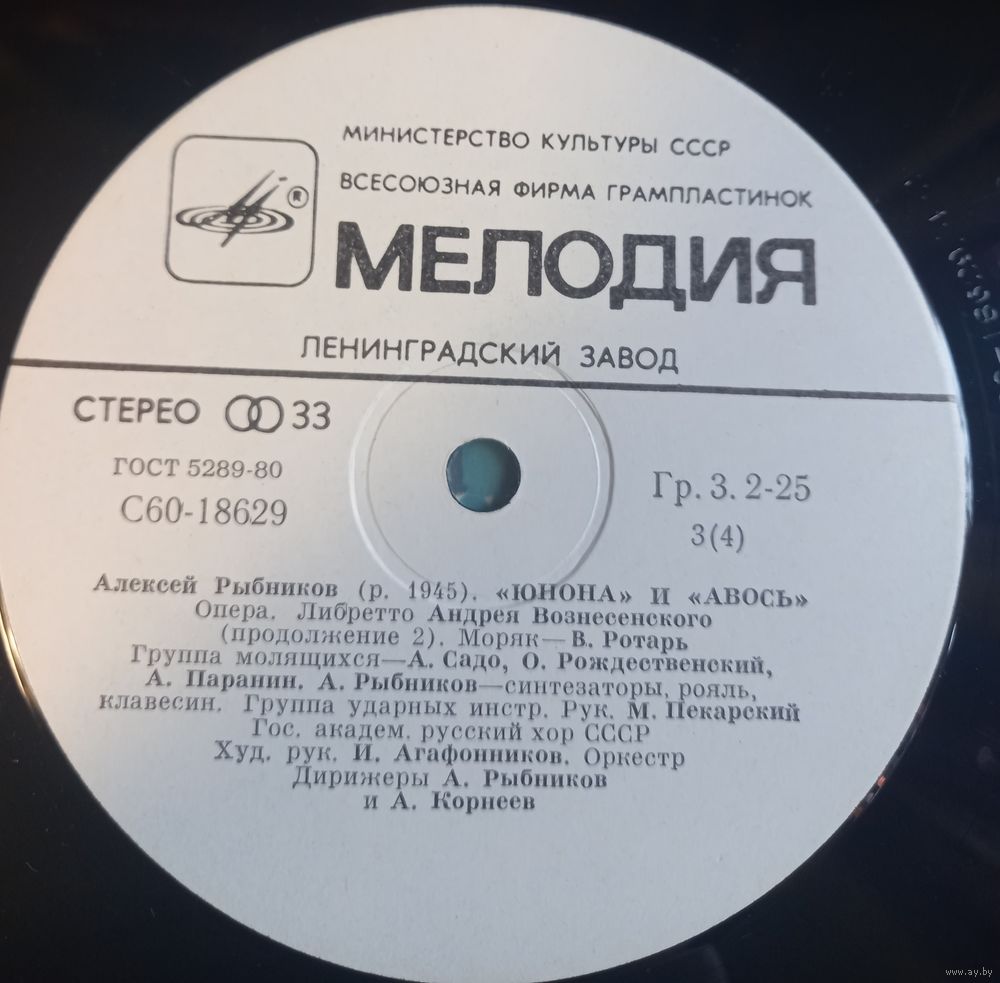 МИНИСТЕРСТВО КУЛЬТУРЫ СССР
ВСЕСОЮЗНАЯ ФИРМА ГРАМПЛАСТИНОК
®
МЕЛОДИЯ
ЛЕНИНГРАДСКИЙ ЗАВОД
СТЕРЕО 33
ГОСТ 5289-80
С60-18629
Гр. 3. 2-25
3(4)
Алексей Рыбников (р. 1945). «ЮНОНА» И «АВОСЬ»
Опера. Либретто Андрея Вознесенского
(продолжение 2). Моряк—В. Ротарь
Группа молящихся—А. Садо, О. Рождественский,
А. Паранин. А. Рыбников—синтезаторы, рояль,
клавесин. Группа ударных инстр. Рук. М. Пекарский
Гос. академ. русский хор СССР
Худ. рук. И. Агафонников. Оркестр
Дирижеры А. Рыбников
и А. Корнеев
www.ay.by